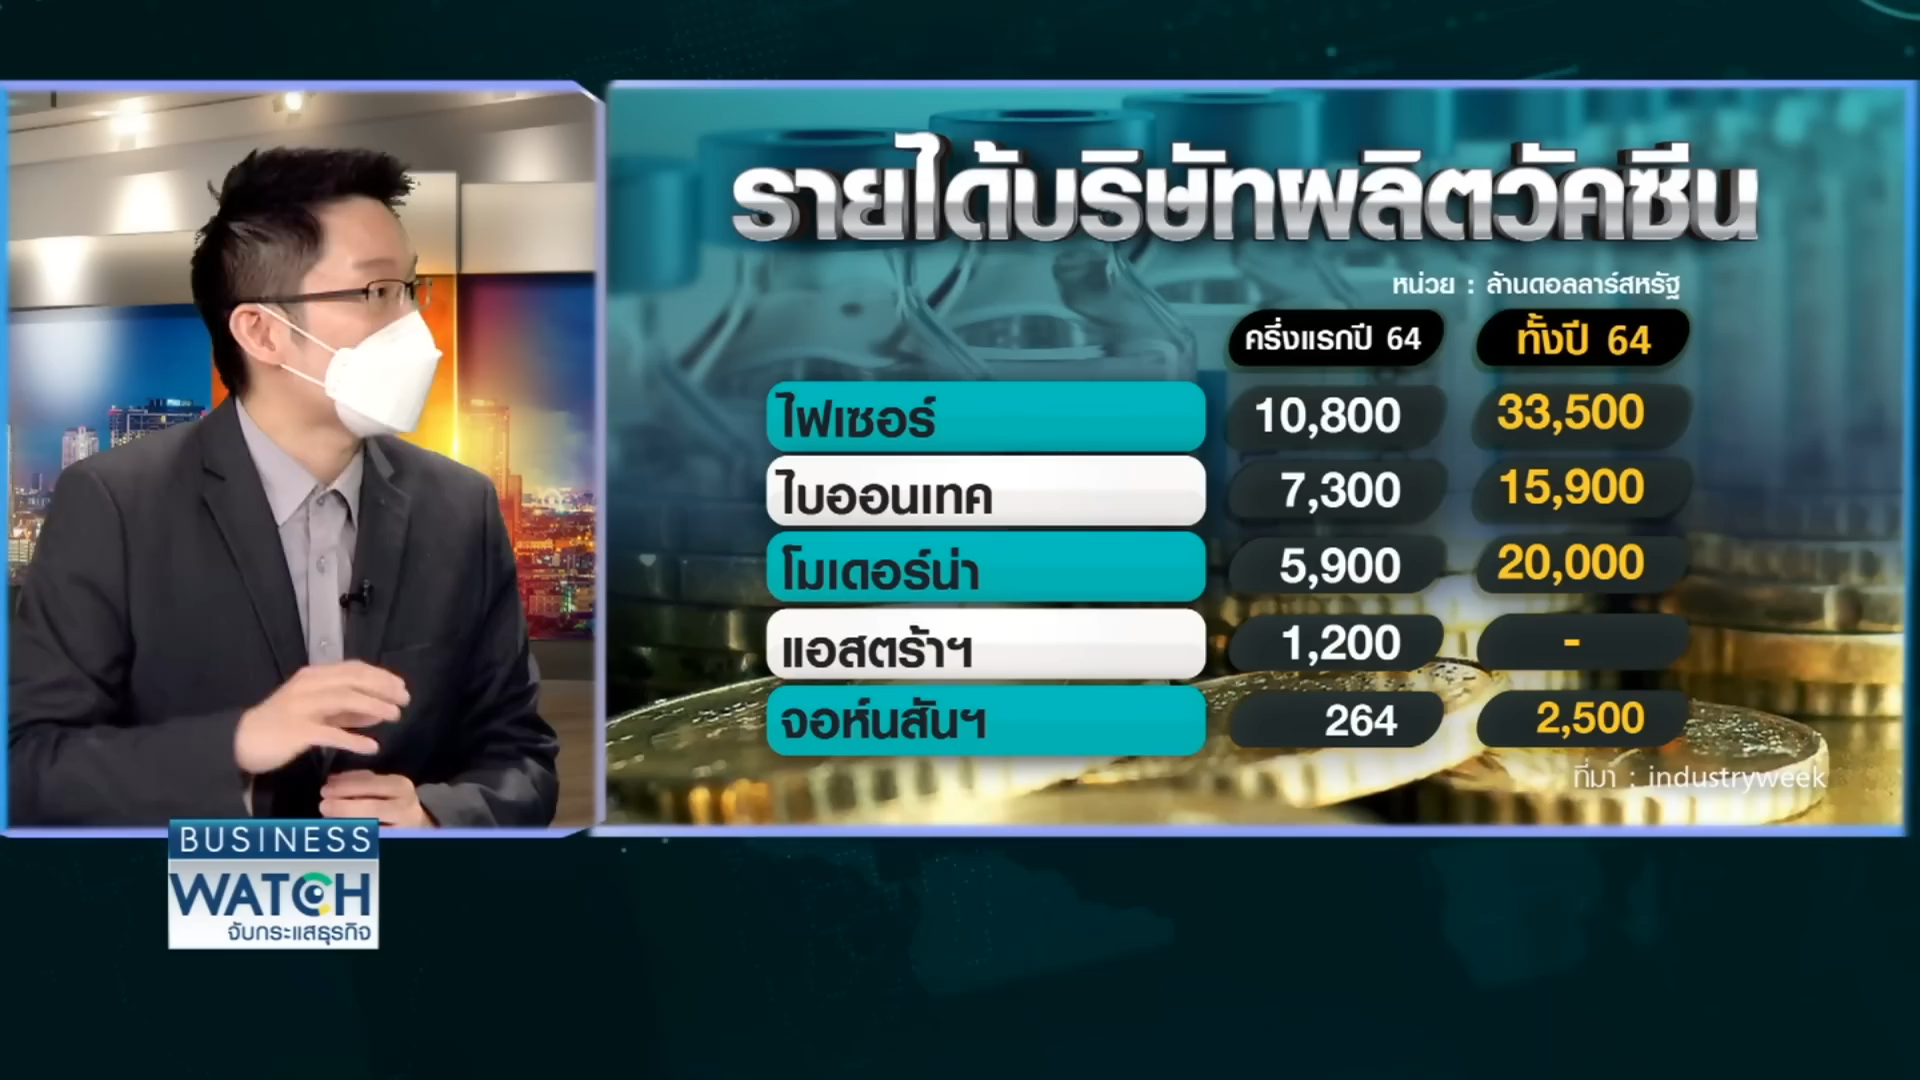 รายได้บริษัทผลิตวัคซีน
หน่วย : ล้านดอลลาร์สหรัฐ
ครึ่งแรกปี 64 ทั้งปี 64
ไฟเซอร์ 10,800 33,500
ไบออนเทค 7,300 15,900
โมเดอร์น่า 5,900 20,000
แอสตร้าฯ 1,200 -
จอห์นสันฯ 264 2,500
ที่มา : industryweek
BUSINESS
WATCH
จับกระแสธุรกิจ